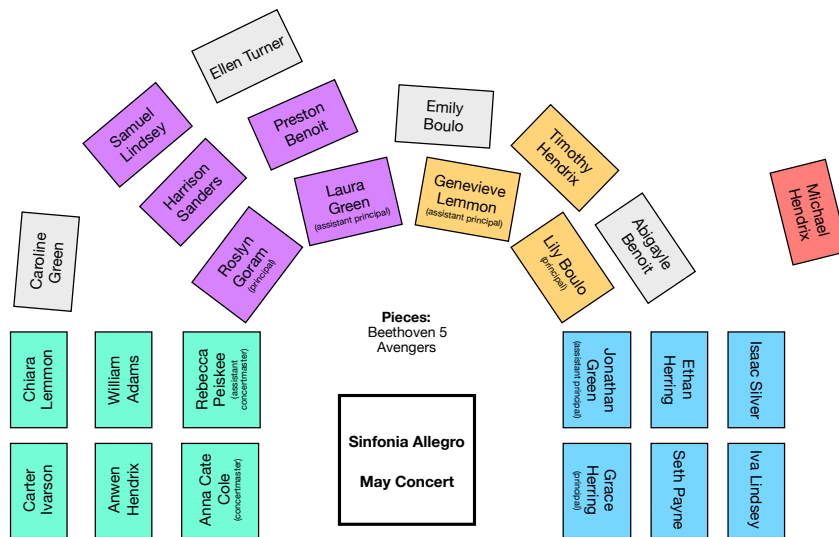 Ellen Turner
Samuel
Lindsey
Preston
Benoit
Emily
Boulo
Timothy
Hendrix
Harrison
Sanders
Laura
Green
(assistant principal)
Genevieve
Lemmon
(assistant principal)
Michael
Hendrix
Caroline
Green
Roslyn
Goram
(principal)
Lily Boulo
(principal)
Abigayle
Benoit
Pieces:
Beethoven 5
Avengers
Chiara
Lemmon
William
Adams
Rebecca
Peiskee
(assistant
concertmaster)
Jonathan
Green
(assistant principal)
Ethan
Herring
Isaac Silver
Sinfonia Allegro
May Concert
Carter
Ivarson
Anwen
Hendrix
Anna Cate
Cole
(concertmaster)
Grace
Herring
(principal)
Seth Payne
Iva Lindsey